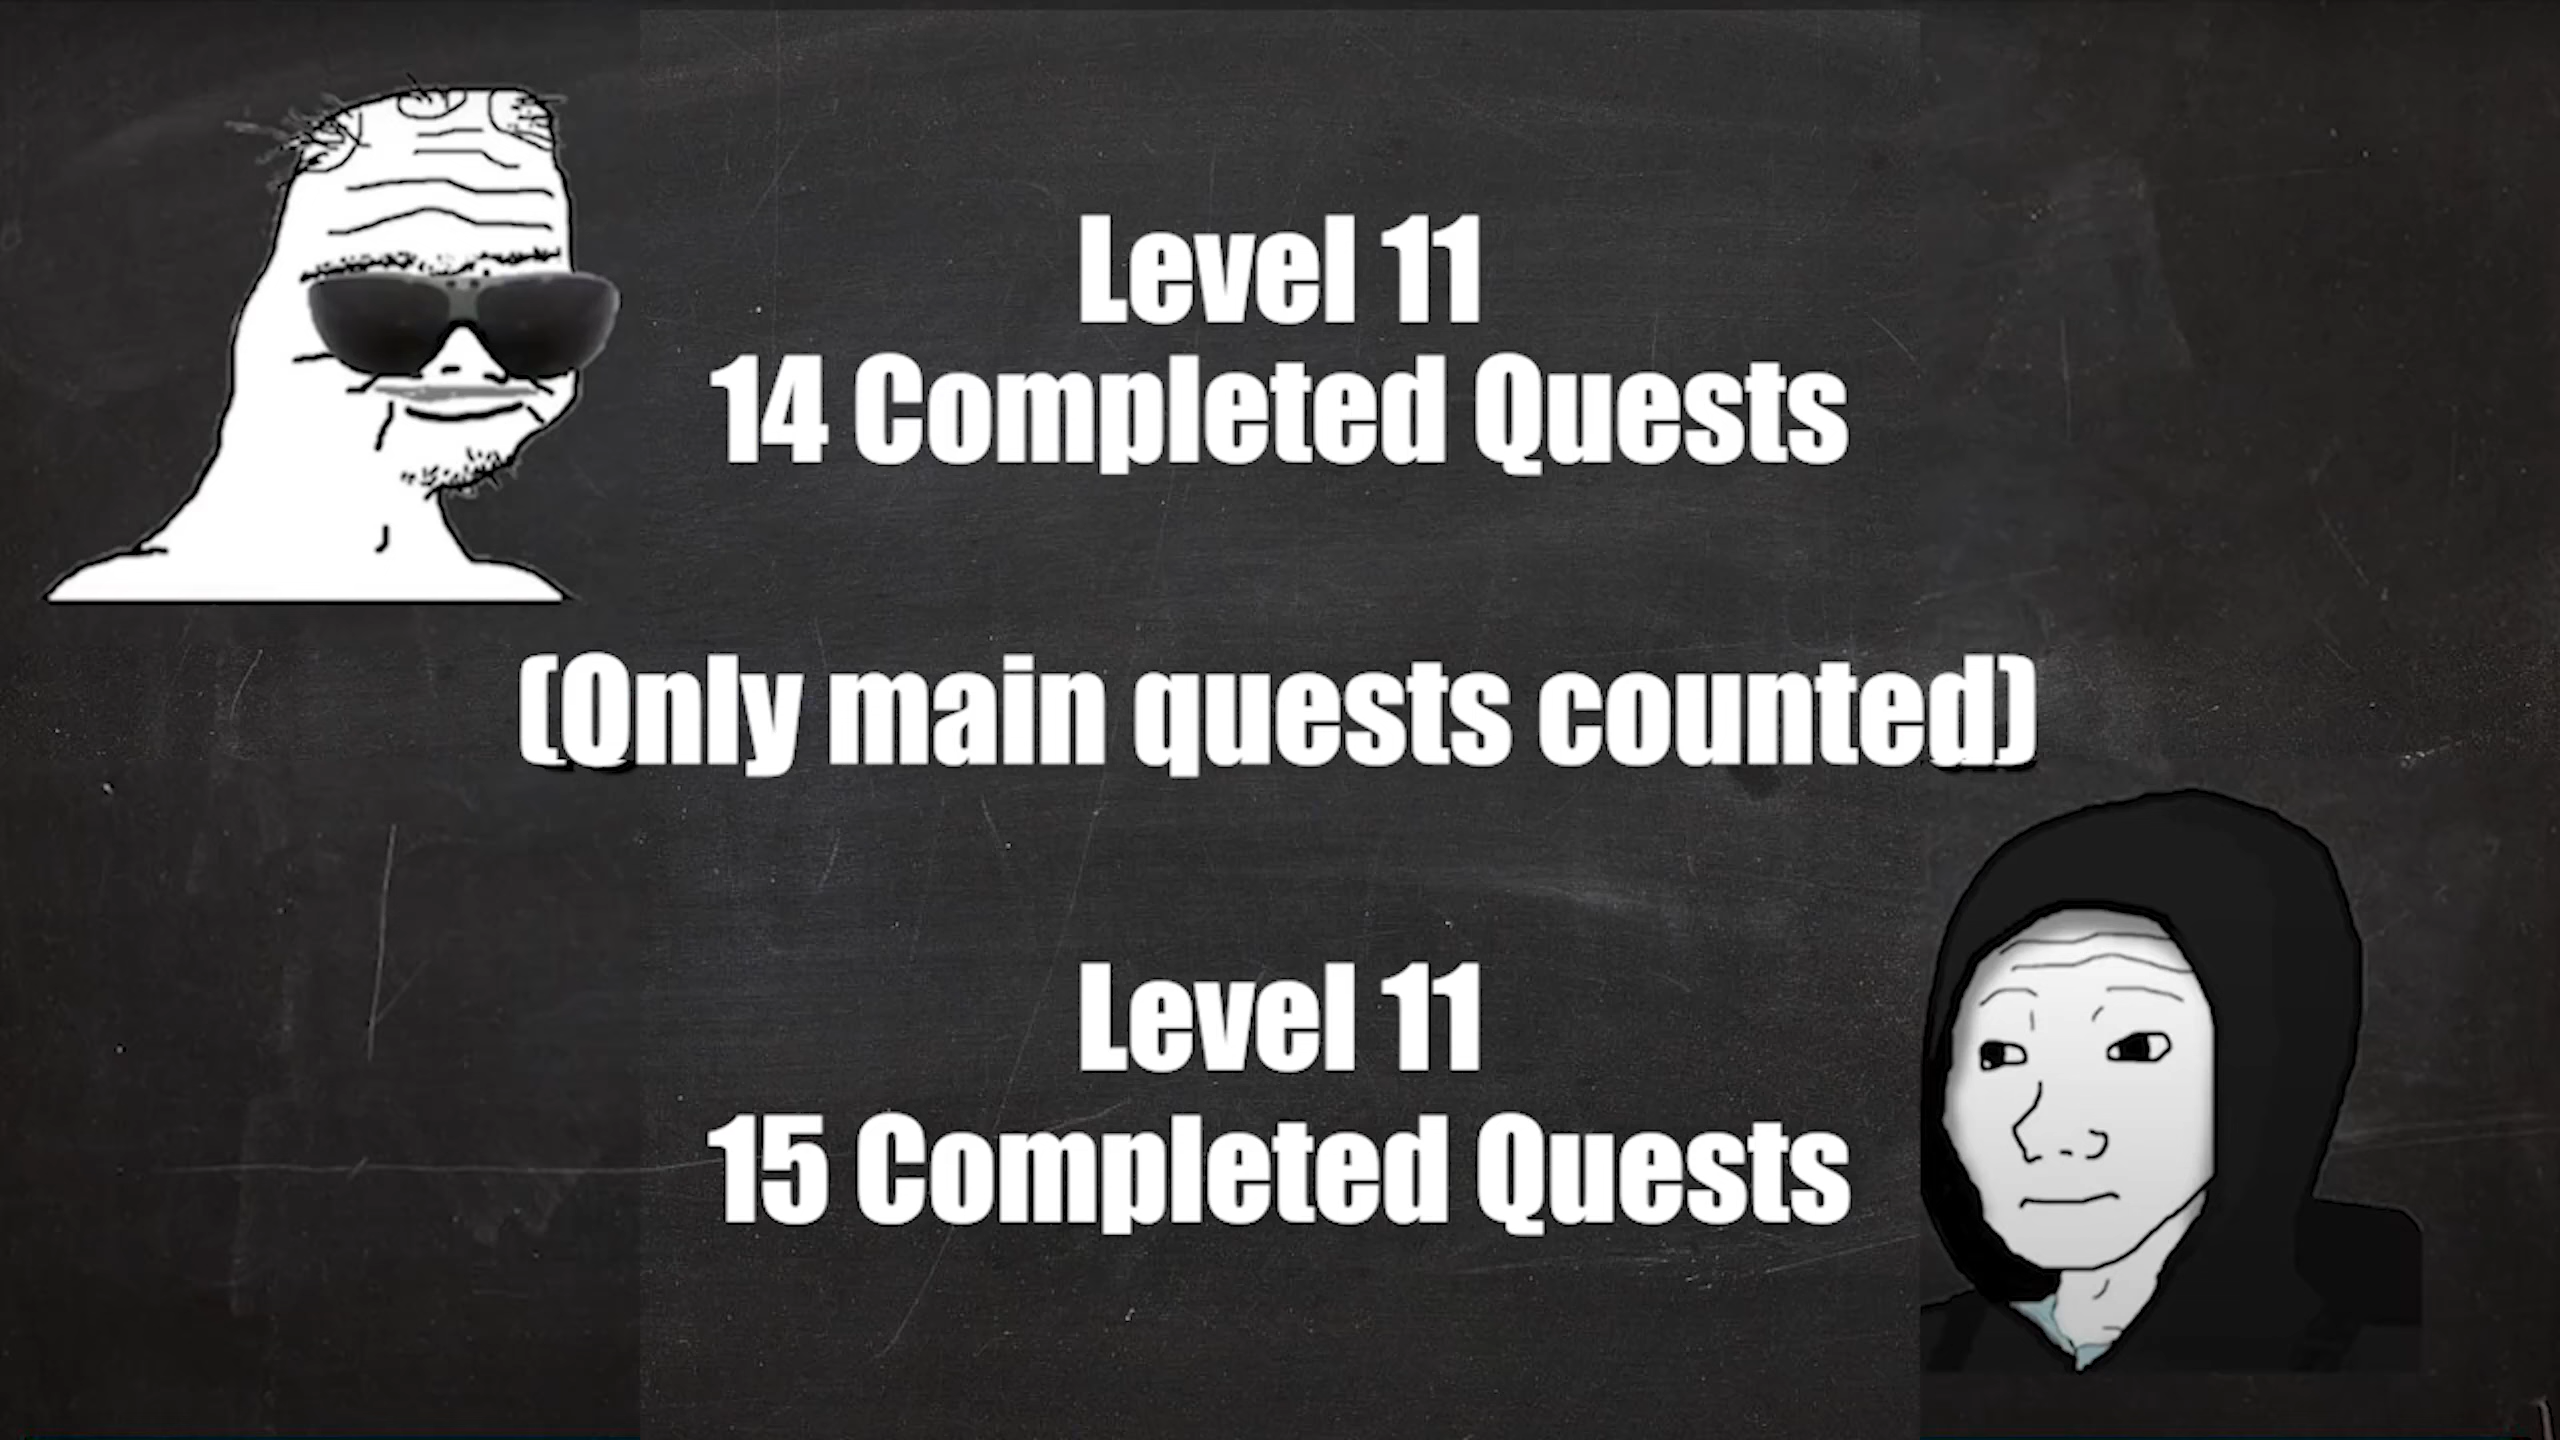 Level 11
14 Completed Quests
(Only main quests counted)
Level 11
15 Completed Quests